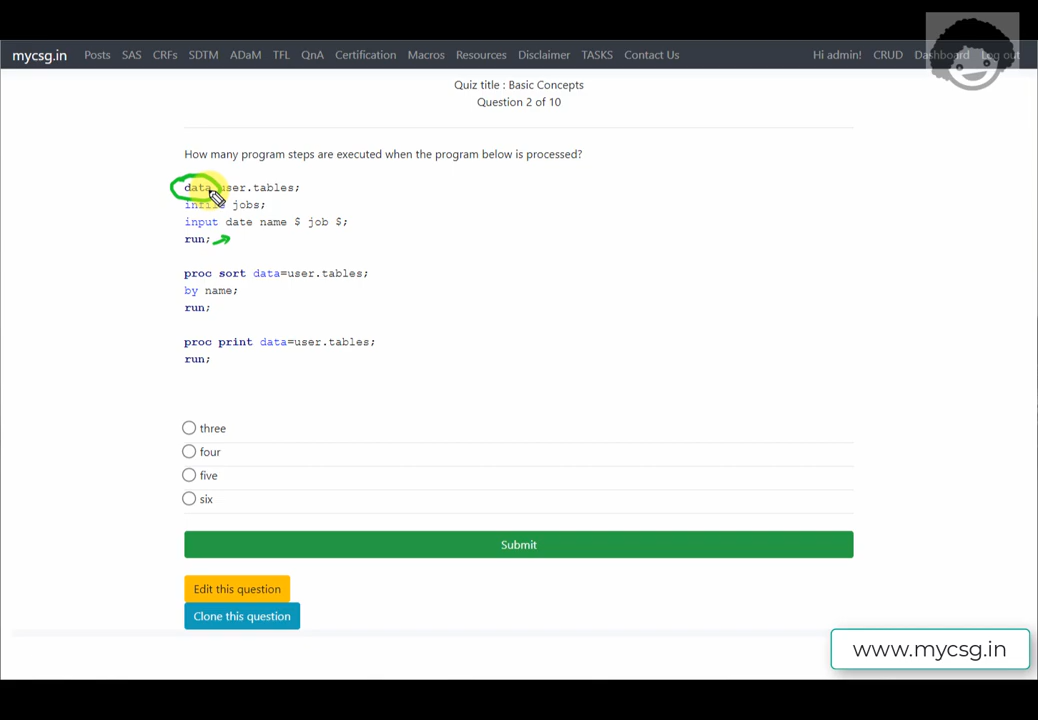 mycsg.in Posts SAS CRFs SDTM ADaM TFL QnA Certification Macros Resources Disclaimer TASKS Contact Us Hi admin! CRUD Dashboard Log out
Quiz title : Basic Concepts
Question 2 of 10
How many program steps are executed when the program below is processed?
data user.tables;
infile jobs;
input date name $ job $;
run;
proc sort data=user.tables;
by name;
run;
proc print data=user.tables;
run;
three
four
five
six
Submit
Edit this question
Clone this question
www.mycsg.in